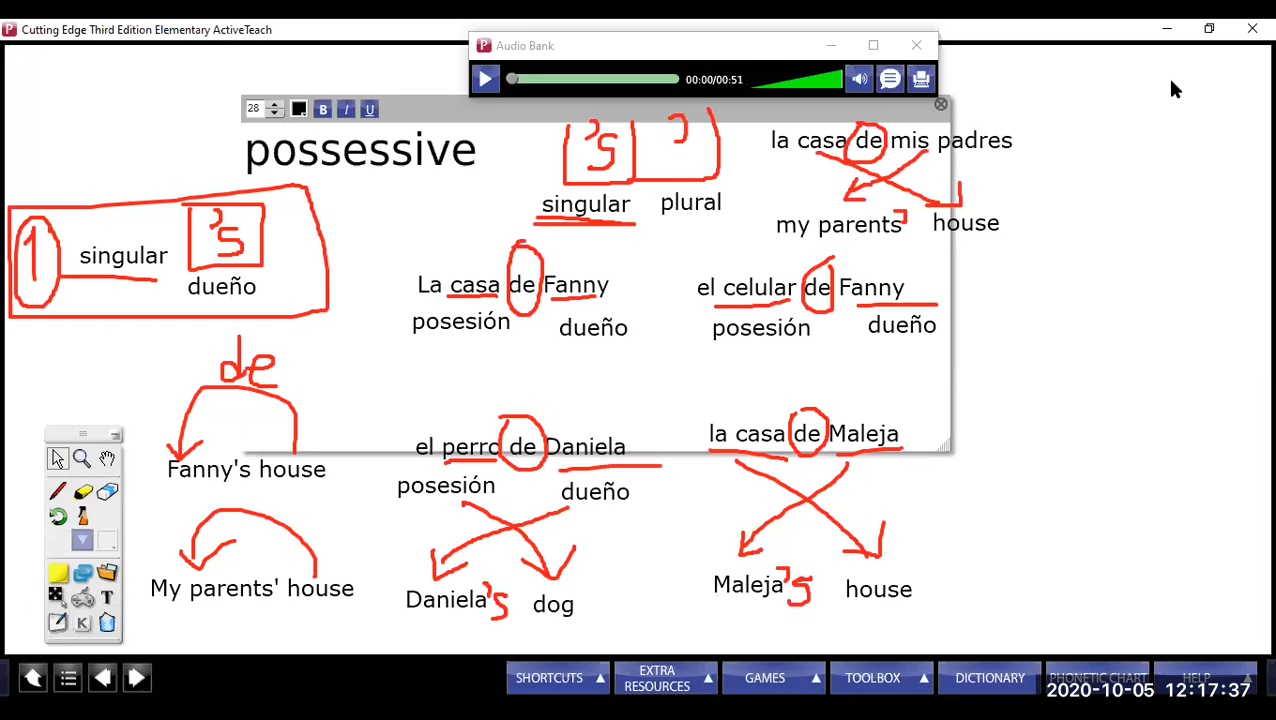 Cutting Edge Third Edition Elementary ActiveTeach
Audio Bank
00:00/00:51
28
B
I
U
possessive
's
'
singular
plural
la casa de mis padres
my parents'
house
1
singular
's
dueño
La casa de Fanny
posesión
dueño
el celular de Fanny
posesión
dueño
de
Fanny's house
My parents' house
el perro de Daniela
posesión
dueño
Daniela's
dog
la casa de Maleja
Maleja's
house
T
K
SHORTCUTS
EXTRA
RESOURCES
GAMES
TOOLBOX
DICTIONARY
PHONETIC CHART
HELP
2020-10-05 12:17:37